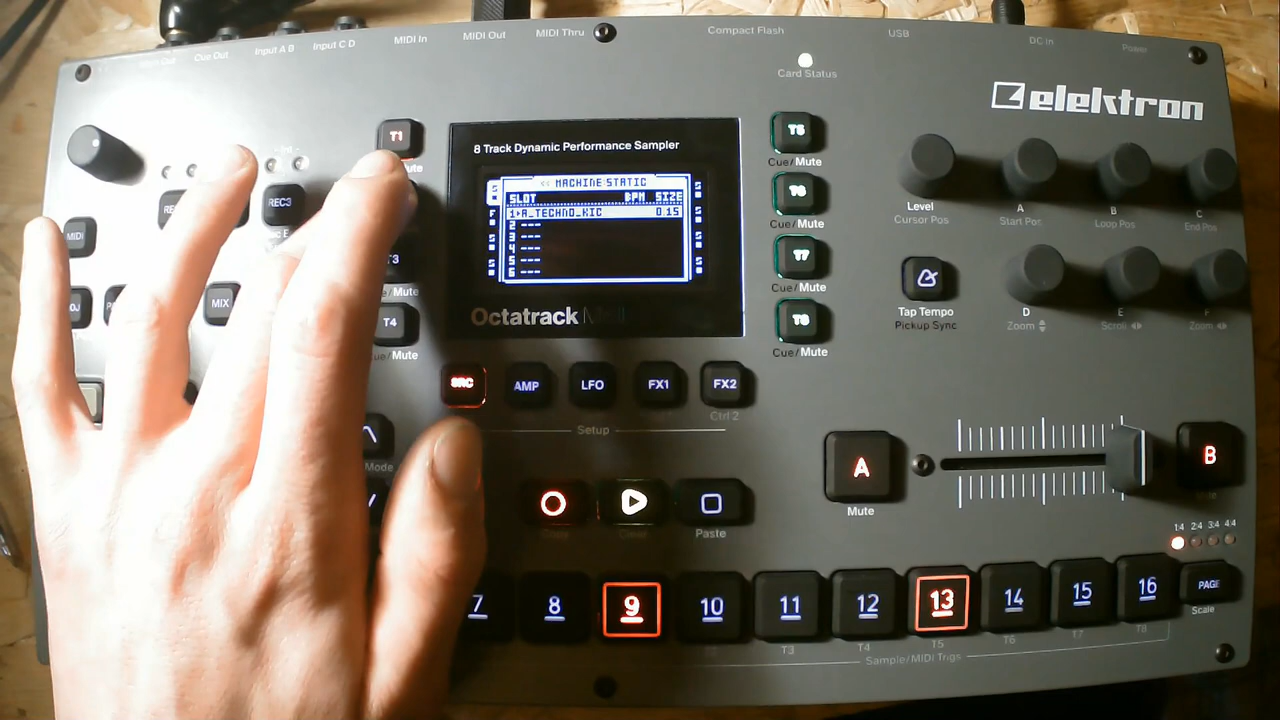 Cue Out
Input A B
Input C D
MIDI In
MIDI Out
MIDI Thru
Compact Flash
USB
DC In
Power
Card Status
elektron
T1
8 Track Dynamic Performance Sampler
<< MACHINE:STATIC
SLOT BPM SIZE
1 A_TECHNO_KIC 0.15
2 ---
3 ---
4 ---
5 ---
6 ---
Octatrack
T5
Cue/Mute
T6
Cue/Mute
T7
Cue/Mute
T8
Cue/Mute
Level
Cursor Pos
A
Start Pos
B
Loop Pos
C
End Pos
Tap Tempo
Pickup Sync
D
Zoom
E
Scroll
F
Zoom
REC3
MIDI
MIX
T4
Cue/Mute
SRC
AMP
LFO
FX1
FX2
Ctrl 2
Setup
Mode
A
Mute
B
Paste
1:4 2:4 3:4 4:4
7
8
9
10
11
12
13
14
15
16
PAGE
Scale
T3
T4
T5
T6
T7
T8
Sample/MIDI Trigs